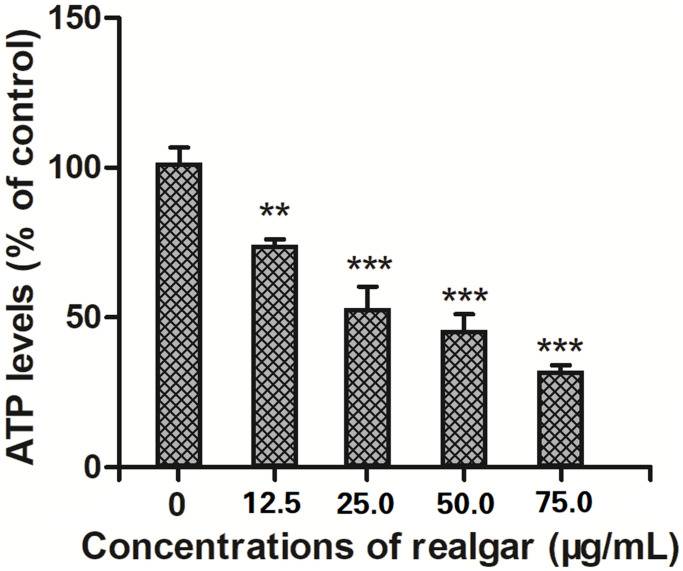 ATP levels (% of control)
150
100
50
0
**
***
***
***
0 12.5 25.0 50.0 75.0
Concentrations of realgar (μg/mL)